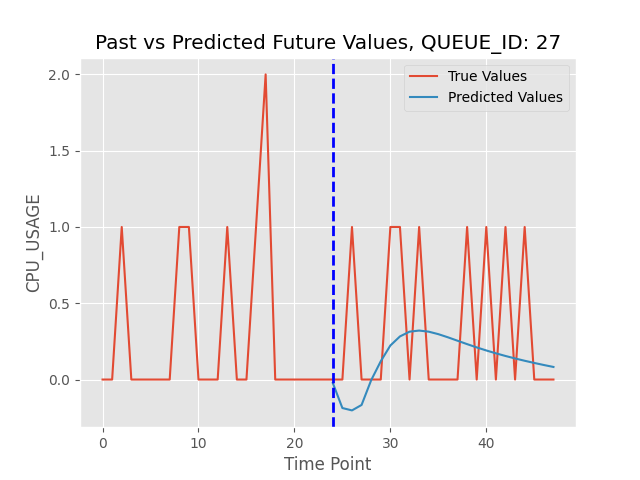 Past vs Predicted Future Values, QUEUE_ID: 27
True Values
Predicted Values
CPU_USAGE
2.0
1.5
1.0
0.5
0.0
0 10 20 30 40
Time Point